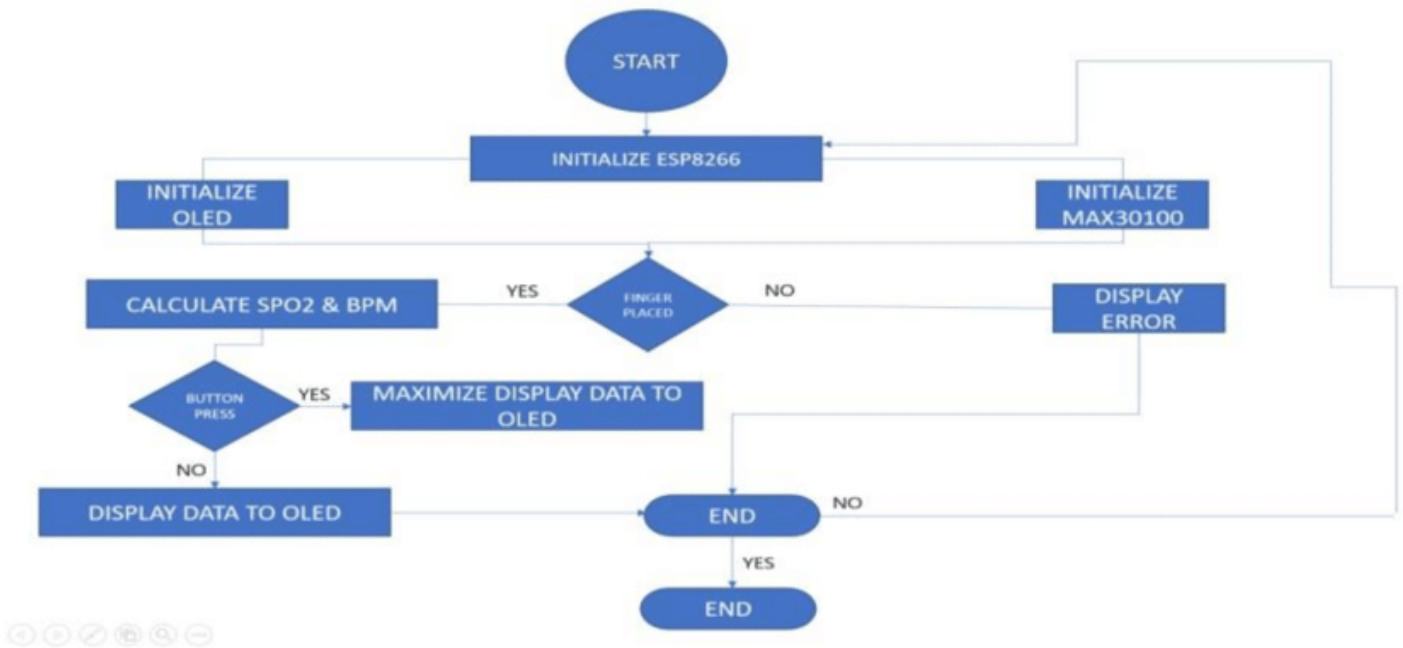 START
INITIALIZE ESP8266
INITIALIZE
OLED
INITIALIZE
MAX30100
CALCULATE SPO2 & BPM
YES
FINGER
PLACED
NO
DISPLAY
ERROR
BUTTON
PRESS
YES
MAXIMIZE DISPLAY DATA TO
OLED
NO
DISPLAY DATA TO OLED
END
NO
YES
END